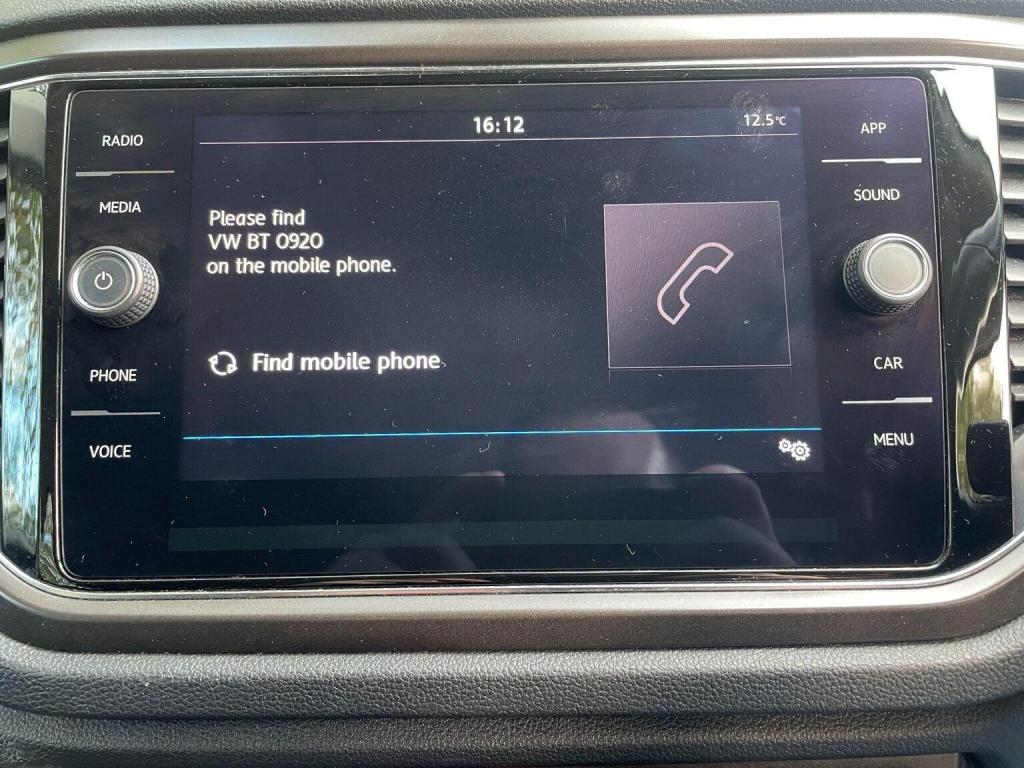 16:12
12.5°C
RADIO
MEDIA
PHONE
VOICE
Please find
VW BT 0920
on the mobile phone.
Find mobile phone
APP
SOUND
CAR
MENU